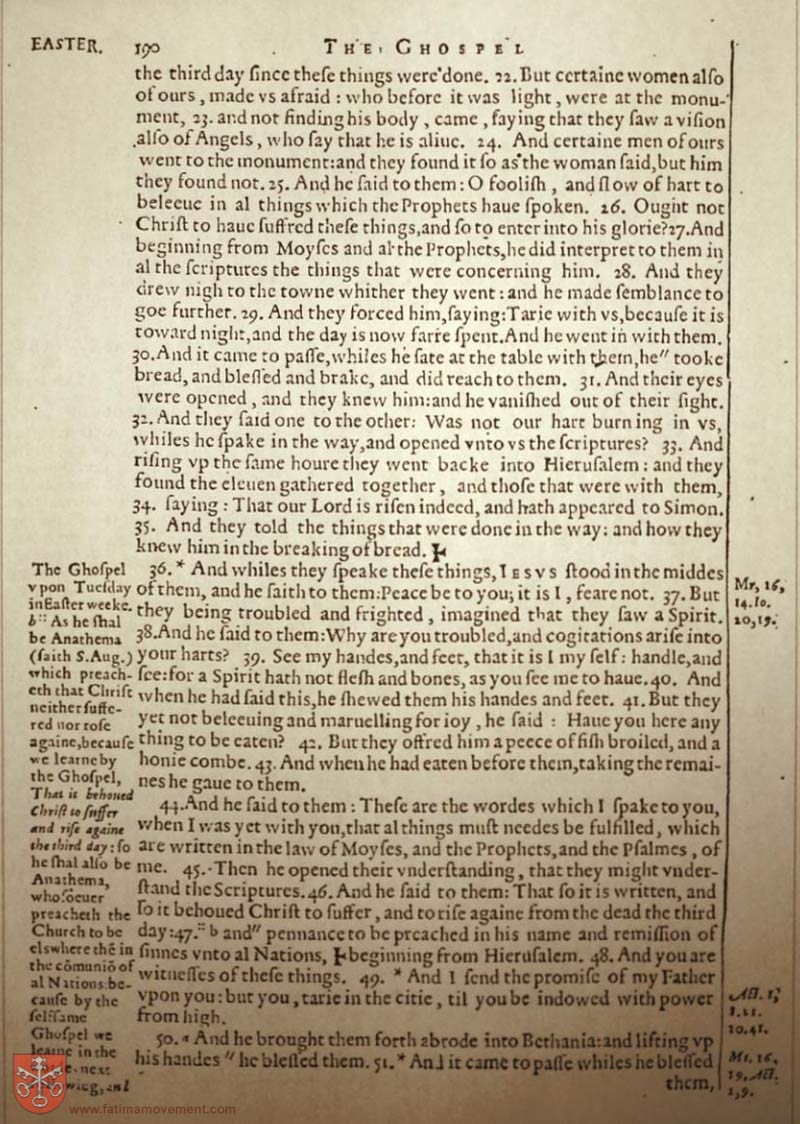 EASTER. 190 THE GHOSPEL
the third day ſince theſe things were done. 22. But certaine women alſo
of ours, made vs afraid : who before it was light, were at the monu-
ment, 23. and not finding his body, came, ſaying that they ſaw a viſion
alſo of Angels, who ſay that he is aliue. 24. And certaine men of ours
went to the monument: and they found it ſo as the woman ſaid, but him
they found not. 25. And he ſaid to them: O fooliſh, and ſlow of hart to
beleeue in al things which the Prophets haue ſpoken. 26. Ought not
Chriſt to haue ſuffred theſe things, and ſo to enter into his glorie? 27. And
beginning from Moyſes and al the Prophets, he did interpret to them in
al the ſcriptures the things that were concerning him. 28. And they
drew nigh to the towne whither they went: and he made ſemblance to
goe further. 29. And they forced him, ſaying: Tarie with vs, becauſe it is
toward night, and the day is now farre ſpent. And he went in with them.
30. And it came to paſſe, whiles he ſate at the table with them, he" tooke
bread, and bleſſed and brake, and did reach to them. 31. And their eyes
were opened, and they knew him: and he vaniſhed out of their ſight.
32. And they ſaid one to the other: Was not our hart burning in vs,
whiles he ſpake in the way, and opened vnto vs the ſcriptures? 33. And
riſing vp the ſame houre they went backe into Hieruſalem: and they
found the eleuen gathered together, and thoſe that were with them,
34. ſaying: That our Lord is riſen indeed, and hath appeared to Simon.
35. And they told the things that were done in the way: and how they
knew him in the breaking of bread.
36.* And whiles they ſpeake theſe things, IESVS ſtood in the middes
of them, and he ſaith to them: Peace be to you; it is I, feare not. 37. But
they being troubled and frighted, imagined that they ſaw a Spirit.
38. And he ſaid to them: Why are you troubled, and cogitations ariſe into
your harts? 39. See my handes, and feet, that it is I my ſelf: handle, and
ſee: for a Spirit hath not fleſh and bones, as you ſee me to haue. 40. And
when he had ſaid this, he ſhewed them his handes and feet. 41. But they
yet not beleeuing and maruelling for ioy, he ſaid : Haue you here any
thing to be eaten? 42. But they offred him a peece of fiſh broiled, and a
honie combe. 43. And when he had eaten before them, taking the remai-
nes he gaue to them.
44. And he ſaid to them: Theſe are the wordes which I ſpake to you,
when I was yet with you, that al things muſt needes be fulfilled, which
are written in the law of Moyſes, and the Prophets, and the Pſalmes, of
me. 45. Then he opened their vnderſtanding, that they might vnder-
ſtand the Scriptures. 46. And he ſaid to them: That ſo it is written, and
ſo it behoued Chriſt to ſuffer, and to riſe againe from the dead the third
day: 47. :: b and" pennance to be preached in his name and remiſſion of
ſinnes vnto al Nations, beginning from Hieruſalem. 48. And you are
witneſſes of theſe things. 49. * And I ſend the promiſe of my Father
vpon you: but you, tarie in the citie, til you be indowed with power
from high.
50. And he brought them forth abrode into Bethania: and lifting vp
his handes " he bleſſed them. 51.* And it came to paſſe whiles he bleſſed
them,
The Ghoſpel
vpon Tueſday
in Eaſter weeke.
b :: As he ſhal
be Anathema
(ſaith S. Aug.)
which preach-
eth that Chriſt
neither ſuffe-
red nor roſe
againe, becauſe
we learne by
the Ghoſpel,
That it behoued
Chriſt to ſuffer
and riſe againe
the third day: ſo
he ſhal alſo be
Anathema,
whoſoeuer
preacheth the
Church to be
elswhere thē in
the comuniō of
al Nations: be-
cauſe by the
ſelf ſame
Ghoſpel we
learne in the
next
and
Mr, 16,
14. Io.
20, 19.
Act. 1,
Io.
Mr. 16,
19. Act.
1, 9.
www.fatimamovement.com